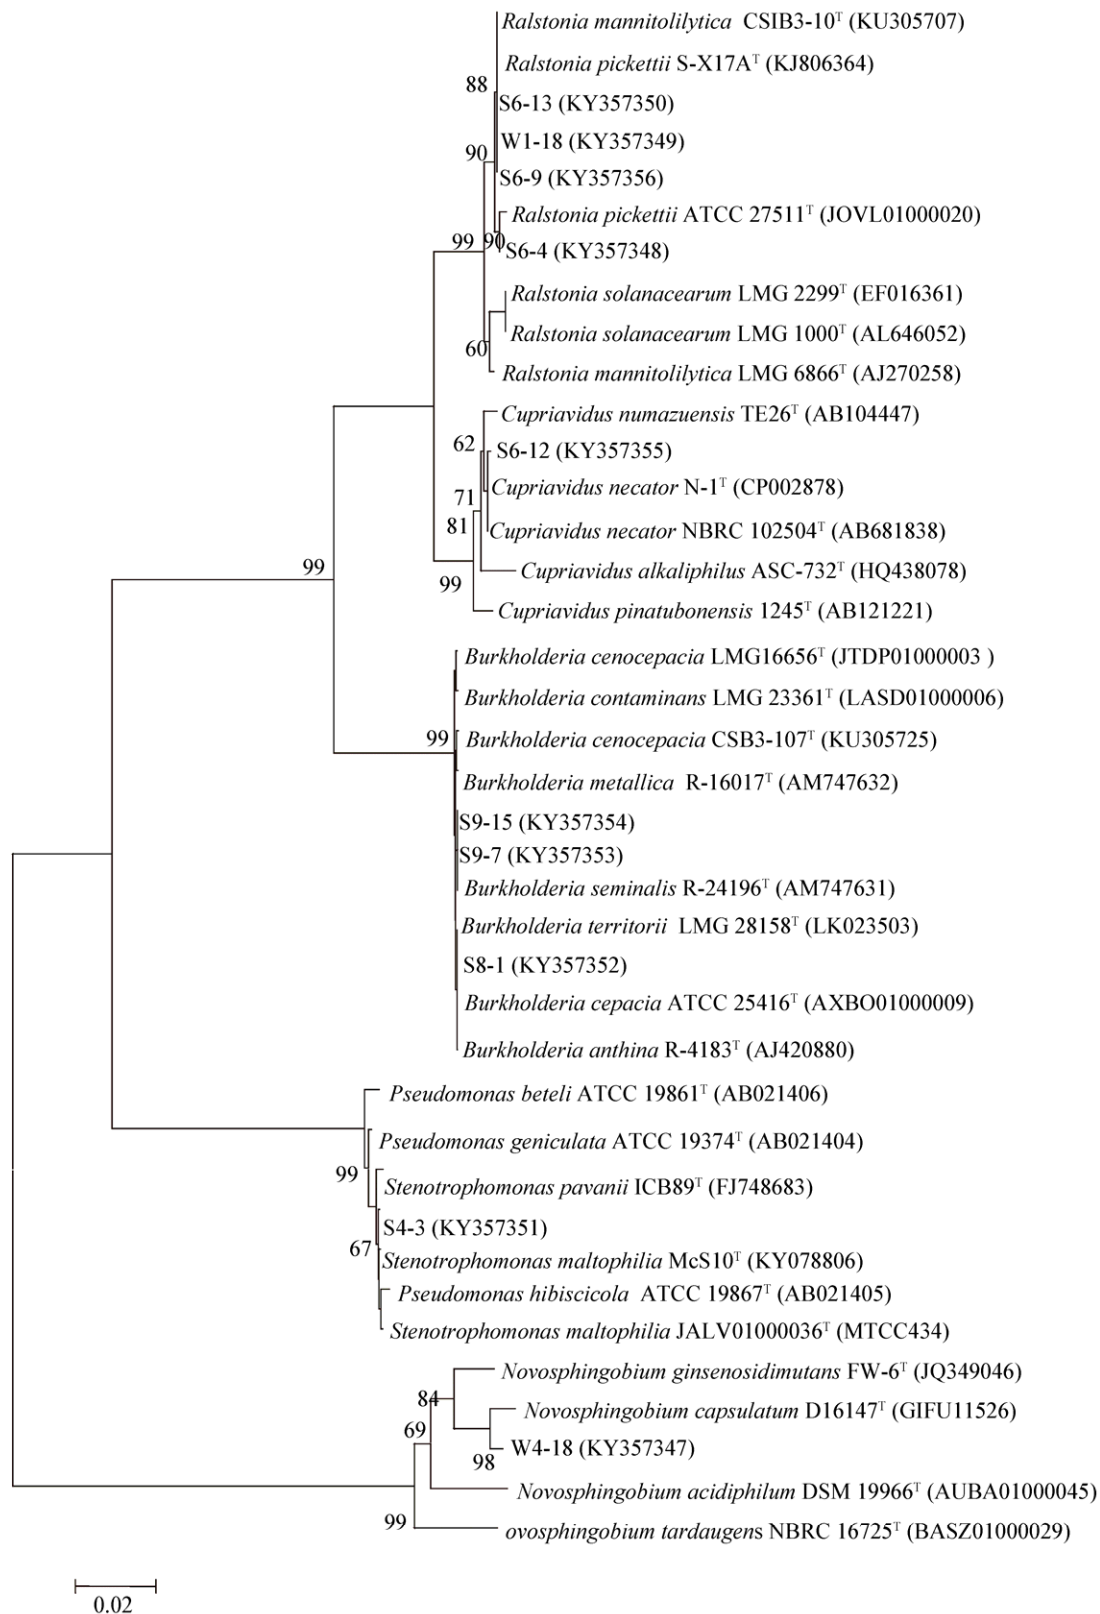 Ralstonia mannitolilytica CSIB3-10ᵀ (KU305707)
Ralstonia pickettii S-X17Aᵀ (KJ806364)
88
S6-13 (KY357350)
W1-18 (KY357349)
90
S6-9 (KY357356)
Ralstonia pickettii ATCC 27511ᵀ (JOVL01000020)
99 90
S6-4 (KY357348)
Ralstonia solanacearum LMG 2299ᵀ (EF016361)
Ralstonia solanacearum LMG 1000ᵀ (AL646052)
60
Ralstonia mannitolilytica LMG 6866ᵀ (AJ270258)
Cupriavidus numazuensis TE26ᵀ (AB104447)
62
S6-12 (KY357355)
Cupriavidus necator N-1ᵀ (CP002878)
71
81
Cupriavidus necator NBRC 102504ᵀ (AB681838)
99
Cupriavidus alkaliphilus ASC-732ᵀ (HQ438078)
99
Cupriavidus pinatubonensis 1245ᵀ (AB121221)
Burkholderia cenocepacia LMG16656ᵀ (JTDP01000003 )
Burkholderia contaminans LMG 23361ᵀ (LASD01000006)
99
Burkholderia cenocepacia CSB3-107ᵀ (KU305725)
Burkholderia metallica R-16017ᵀ (AM747632)
S9-15 (KY357354)
S9-7 (KY357353)
Burkholderia seminalis R-24196ᵀ (AM747631)
Burkholderia territorii LMG 28158ᵀ (LK023503)
S8-1 (KY357352)
Burkholderia cepacia ATCC 25416ᵀ (AXBO01000009)
Burkholderia anthina R-4183ᵀ (AJ420880)
Pseudomonas beteli ATCC 19861ᵀ (AB021406)
Pseudomonas geniculata ATCC 19374ᵀ (AB021404)
99
Stenotrophomonas pavanii ICB89ᵀ (FJ748683)
S4-3 (KY357351)
67
Stenotrophomonas maltophilia McS10ᵀ (KY078806)
Pseudomonas hibiscicola ATCC 19867ᵀ (AB021405)
Stenotrophomonas maltophilia JALV01000036ᵀ (MTCC434)
Novosphingobium ginsenosidimutans FW-6ᵀ (JQ349046)
84
Novosphingobium capsulatum D16147ᵀ (GIFU11526)
69
W4-18 (KY357347)
98
Novosphingobium acidiphilum DSM 19966ᵀ (AUBA01000045)
99
ovosphingobium tardaugens NBRC 16725ᵀ (BASZ01000029)
0.02